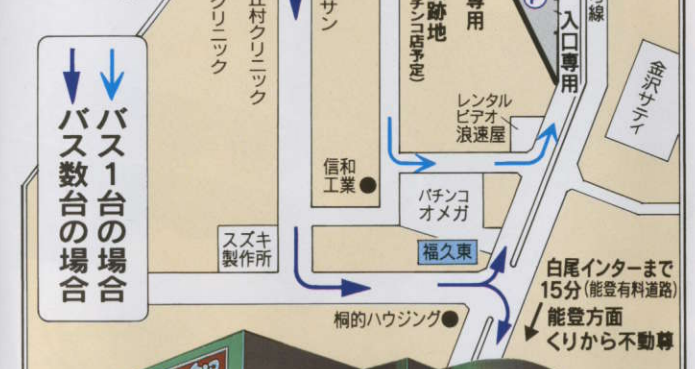 クリニック
丘村クリニック
サン
跡地
チンコ店予定)
専用
入口専用
線
金沢サティ
バス1台の場合
バス数台の場合
レンタル
ビデオ
浪速屋
信和
工業
パチンコ
オメガ
スズキ
製作所
福久東
白尾インターまで
15分(能登有料道路)
能登方面
くりから不動尊
桐的ハウジング